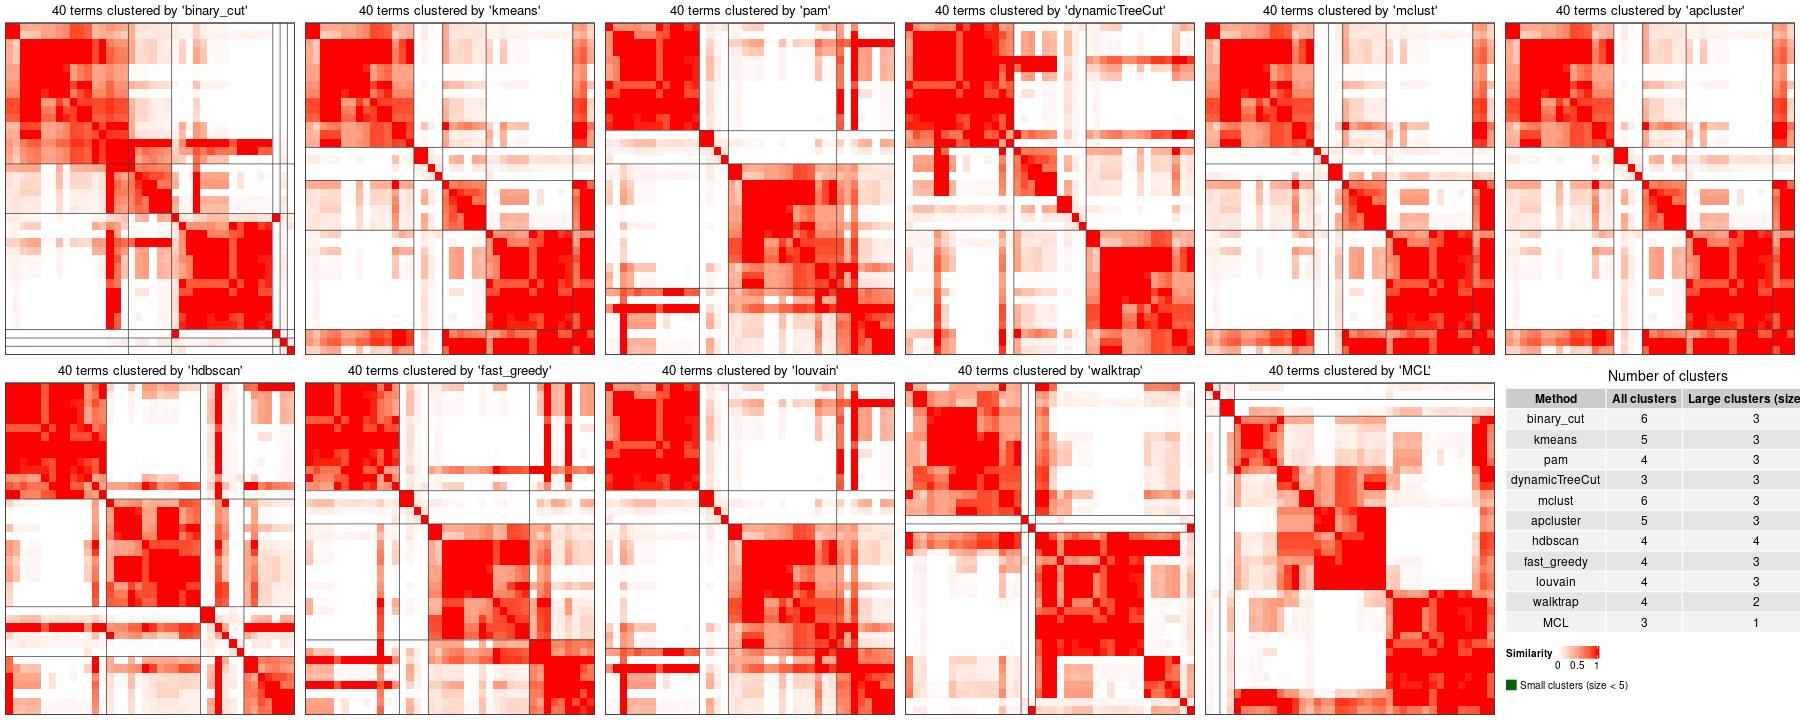 40 terms clustered by 'binary_cut'
40 terms clustered by 'kmeans'
40 terms clustered by 'pam'
40 terms clustered by 'dynamicTreeCut'
40 terms clustered by 'mclust'
40 terms clustered by 'apcluster'
40 terms clustered by 'hdbscan'
40 terms clustered by 'fast_greedy'
40 terms clustered by 'louvain'
40 terms clustered by 'walktrap'
40 terms clustered by 'MCL'
Number of clusters
Method All clusters Large clusters (size
binary_cut 6 3
kmeans 5 3
pam 4 3
dynamicTreeCut 3 3
mclust 6 3
apcluster 5 3
hdbscan 4 4
fast_greedy 4 3
louvain 4 3
walktrap 4 2
MCL 3 1
Similarity
0 0.5 1
Small clusters (size < 5)